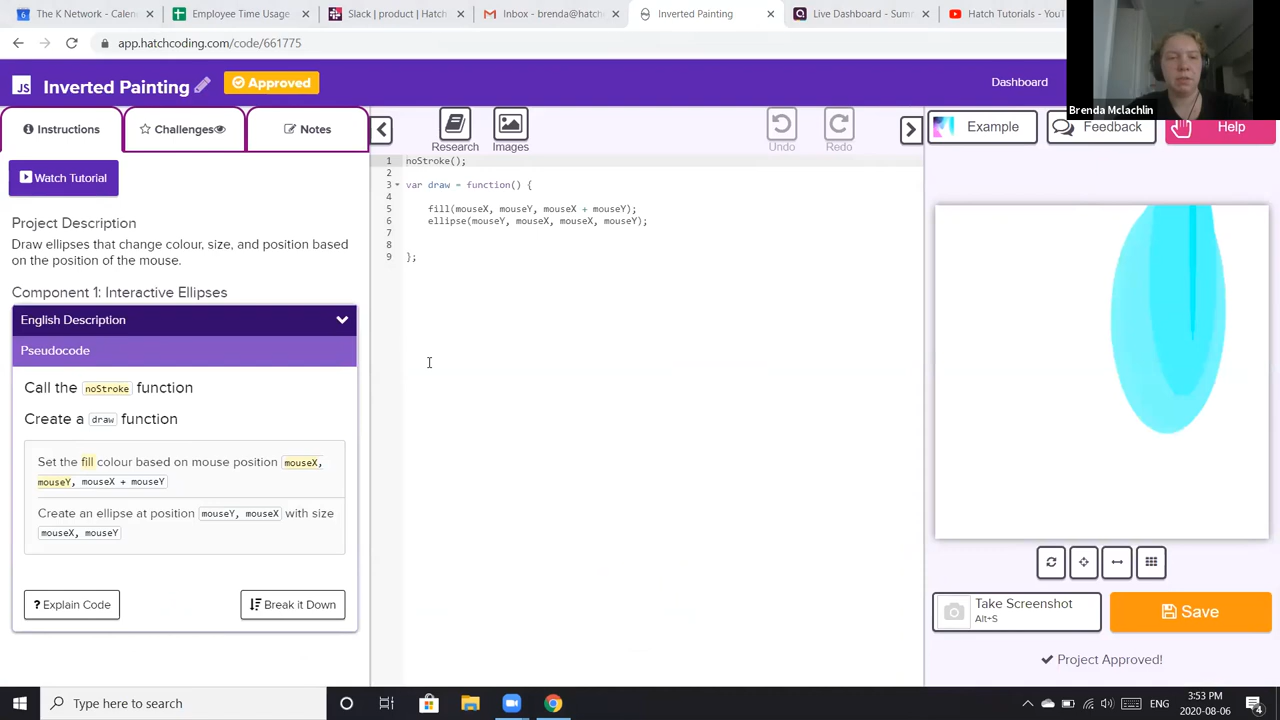 The K Network - Calen
Employee Time Usage
Slack | product | Hatch
Inbox - brenda@hatch
Inverted Painting
Live Dashboard - Summ
Hatch Tutorials - YouT
app.hatchcoding.com/code/661775
JS Inverted Painting Approved
Dashboard
Brenda Mclachlin
Instructions
Challenges
Notes
Research
Images
Undo
Redo
Example
Feedback
Help
Watch Tutorial
Project Description
Draw ellipses that change colour, size, and position based
on the position of the mouse.
Component 1: Interactive Ellipses
English Description
Pseudocode
Call the noStroke function
Create a draw function
Set the fill colour based on mouse position mouseX,
mouseY, mouseX + mouseY
Create an ellipse at position mouseY, mouseX with size
mouseX, mouseY
? Explain Code
Break it Down
1 noStroke();
2
3 var draw = function() {
4
5 fill(mouseX, mouseY, mouseX + mouseY);
6 ellipse(mouseY, mouseX, mouseX, mouseY);
7
8
9 };
Take Screenshot
Alt+S
Save
Project Approved!
Type here to search
ENG
3:53 PM
2020-08-06
4